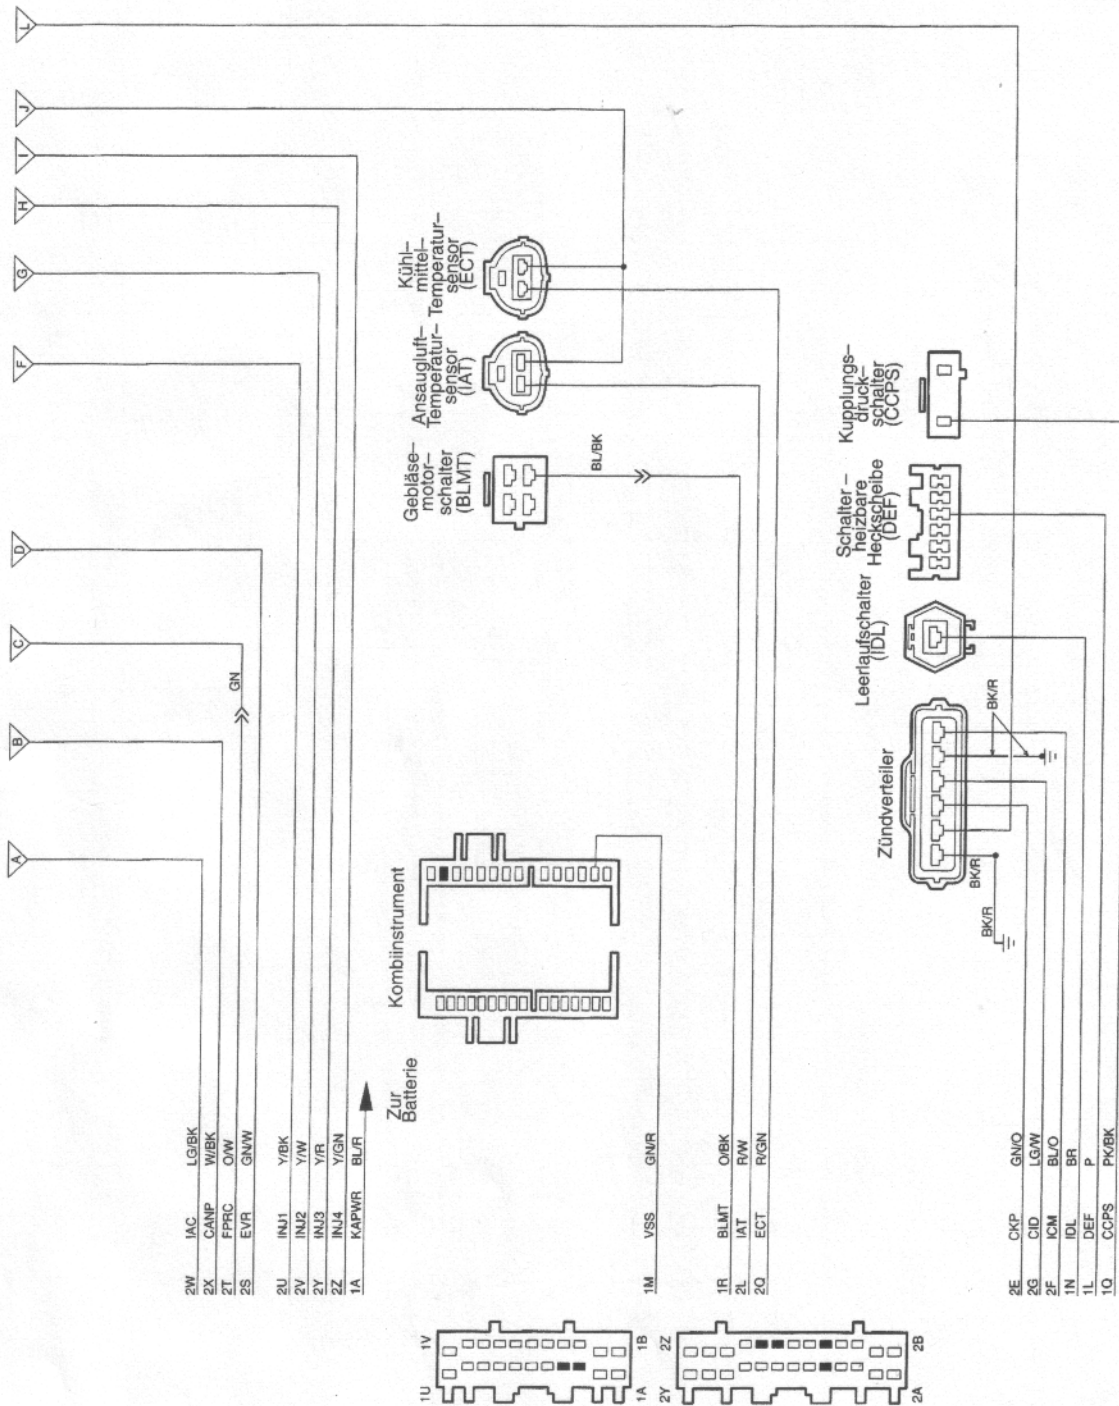 A
B
C
D
F
G
H
I
J
L
2W IAC LG/BK
2X CANP W/BK
2T FPRC O/W
2S EVR GN/W
GN
2U INJ1 Y/BK
2V INJ2 Y/W
2Y INJ3 Y/R
2Z INJ4 Y/GN
1A KAPWR BL/R
Zur
Batterie
Kombiinstrument
Gebläse–
motor–
schalter
(BLMT)
Ansaugluft–
Temperatur–
sensor
(IAT)
Kühl–
mittel–
Temperatur–
sensor
(ECT)
BL/BK
1M VSS GN/R
1R BLMT O/BK
2L IAT R/W
2Q ECT R/GN
1U
1V
1A
1B
2Y
2Z
2A
2B
Zündverteiler
Leerlaufschalter
(IDL)
Schalter –
heizbare
Heckscheibe
(DEF)
Kupplungs–
druck–
schalter
(CCPS)
BK/R
BK/R
BK/R
2E CKP GN/O
2G CID LG/W
2F ICM BL/O
1N IDL BR
1L DEF P
1Q CCPS PK/BK